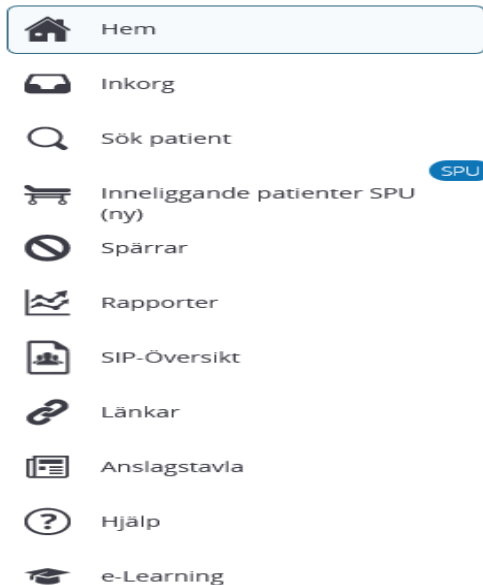 Hem
Inkorg
Sök patient
SPU
Inneliggande patienter SPU
(ny)
Spärrar
Rapporter
SIP-Översikt
Länkar
Anslagstavla
Hjälp
e-Learning